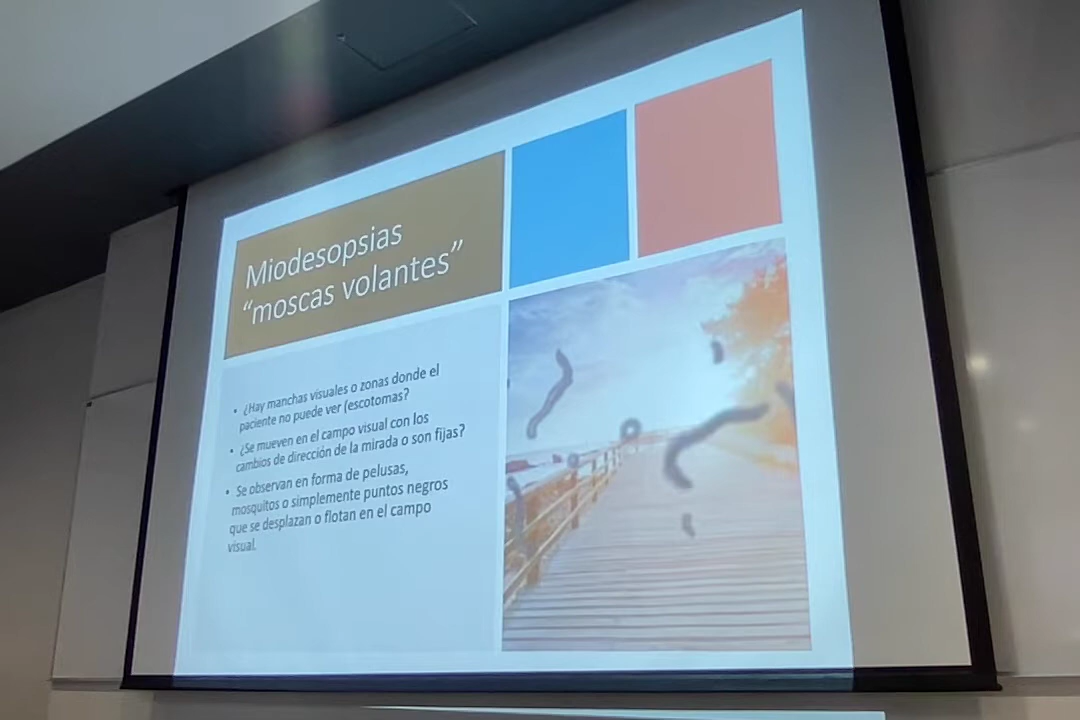 Miodesopsias
“moscas volantes”
• ¿Hay manchas visuales o zonas donde el
paciente no puede ver (escotomas?
• ¿Se mueven en el campo visual con los
cambios de dirección de la mirada o son fijas?
• Se observan en forma de pelusas,
mosquitos o simplemente puntos negros
que se desplazan o flotan en el campo
visual.